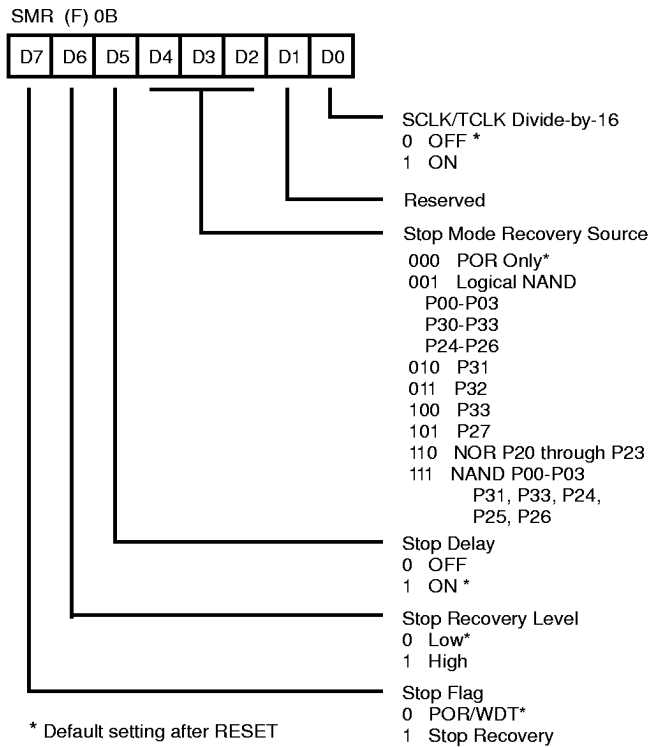 SMR (F) 0B
D7 D6 D5 D4 D3 D2 D1 D0
SCLK/TCLK Divide-by-16
0 OFF *
1 ON
Reserved
Stop Mode Recovery Source
000 POR Only*
001 Logical NAND
P00-P03
P30-P33
P24-P26
010 P31
011 P32
100 P33
101 P27
110 NOR P20 through P23
111 NAND P00-P03
P31, P33, P24,
P25, P26
Stop Delay
0 OFF
1 ON *
Stop Recovery Level
0 Low*
1 High
Stop Flag
0 POR/WDT*
1 Stop Recovery
* Default setting after RESET